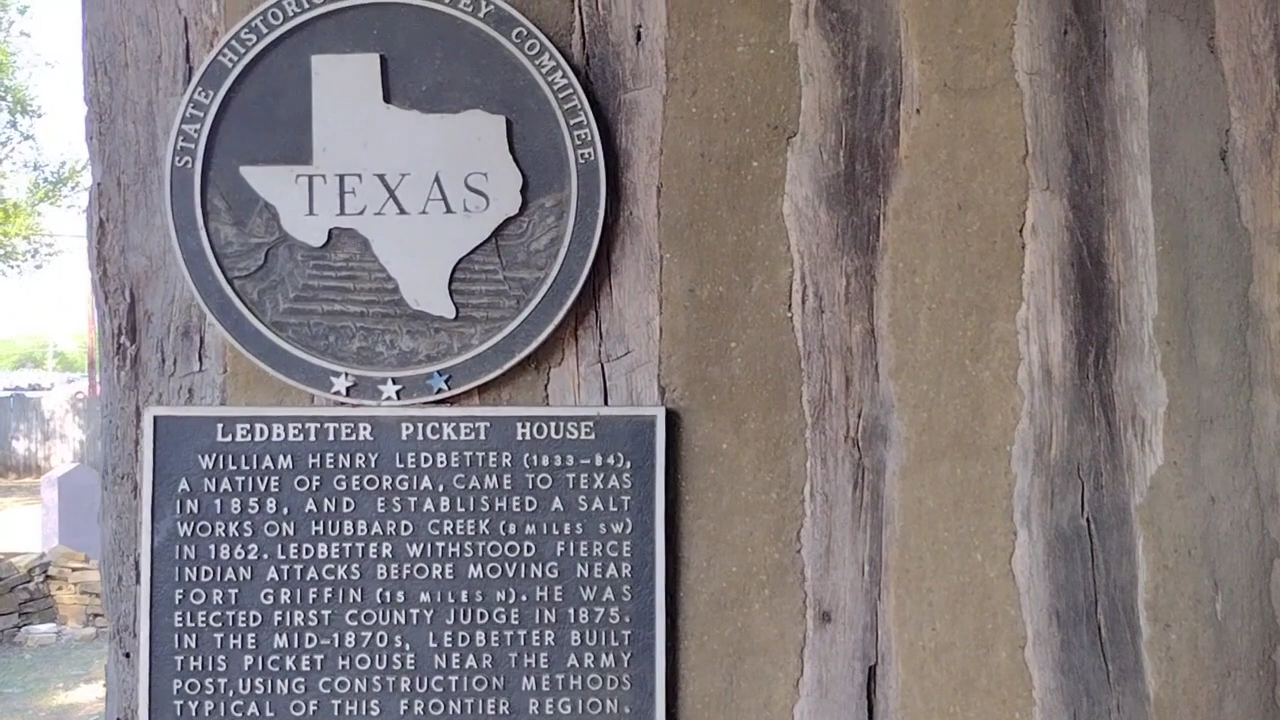 STATE HISTORIC VEY COMMITTEE
TEXAS
LEDBETTER PICKET HOUSE
WILLIAM HENRY LEDBETTER (1833–84),
A NATIVE OF GEORGIA, CAME TO TEXAS
IN 1858, AND ESTABLISHED A SALT
WORKS ON HUBBARD CREEK (8 MILES SW)
IN 1862. LEDBETTER WITHSTOOD FIERCE
INDIAN ATTACKS BEFORE MOVING NEAR
FORT GRIFFIN (15 MILES N). HE WAS
ELECTED FIRST COUNTY JUDGE IN 1875.
IN THE MID–1870s, LEDBETTER BUILT
THIS PICKET HOUSE NEAR THE ARMY
POST, USING CONSTRUCTION METHODS
TYPICAL OF THIS FRONTIER REGION.